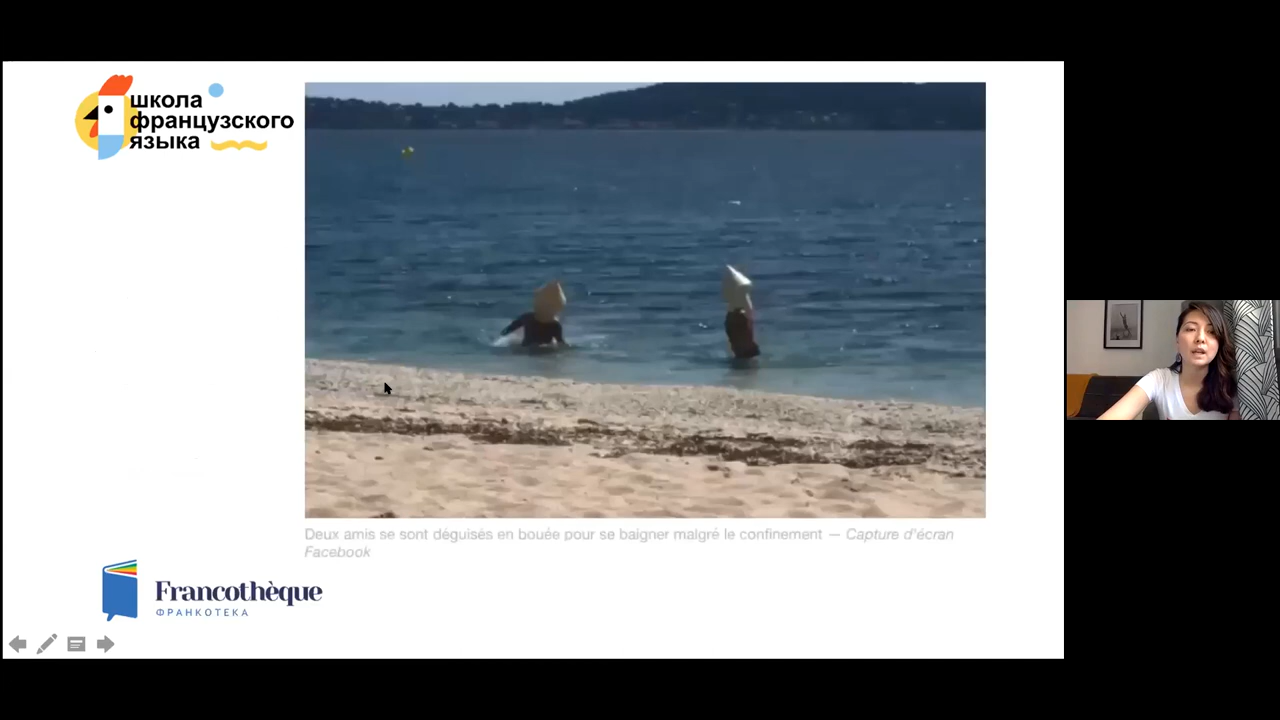 школа
французского
языка
Deux amis se sont déguisés en bouée pour se baigner malgré le confinement — Capture d'écran
Facebook
Francothèque
ФРАНКОТЕКА